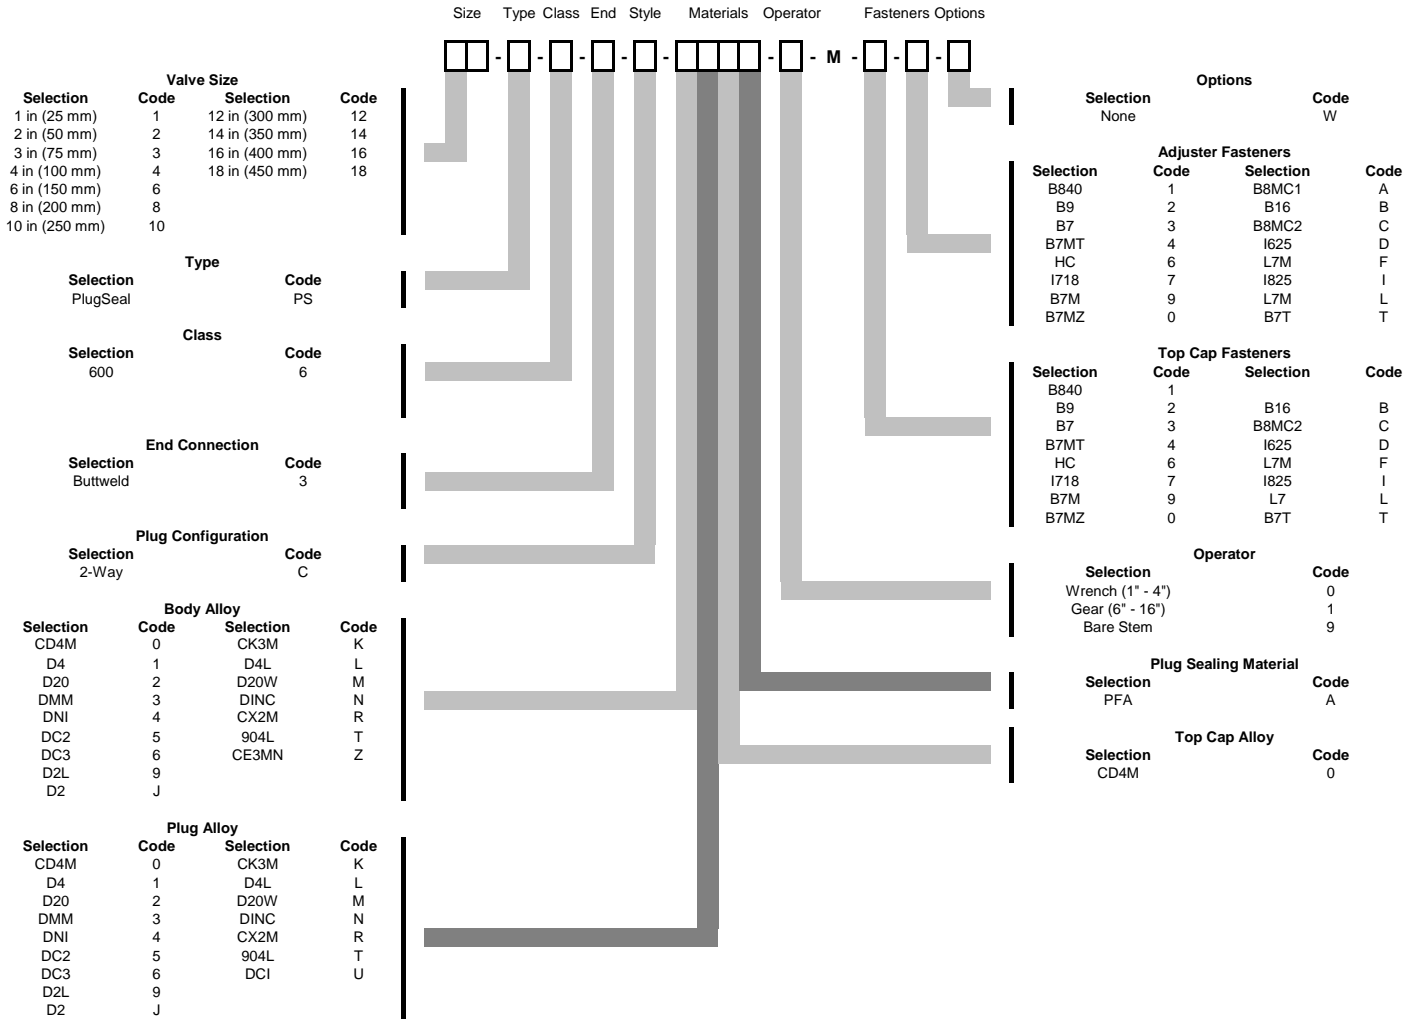 Size Type Class End Style Materials Operator Fasteners Options
- - - - - - - M - - -
Valve Size
Selection Code Selection Code
1 in (25 mm) 1 12 in (300 mm) 12
2 in (50 mm) 2 14 in (350 mm) 14
3 in (75 mm) 3 16 in (400 mm) 16
4 in (100 mm) 4 18 in (450 mm) 18
6 in (150 mm) 6
8 in (200 mm) 8
10 in (250 mm) 10
Type
Selection Code
PlugSeal PS
Class
Selection Code
600 6
End Connection
Selection Code
Buttweld 3
Plug Configuration
Selection Code
2-Way C
Body Alloy
Selection Code Selection Code
CD4M 0 CK3M K
D4 1 D4L L
D20 2 D20W M
DMM 3 DINC N
DNI 4 CX2M R
DC2 5 904L T
DC3 6 CE3MN Z
D2L 9
D2 J
Plug Alloy
Selection Code Selection Code
CD4M 0 CK3M K
D4 1 D4L L
D20 2 D20W M
DMM 3 DINC N
DNI 4 CX2M R
DC2 5 904L T
DC3 6 DCI U
D2L 9
D2 J
Options
Selection Code
None W
Adjuster Fasteners
Selection Code Selection Code
B840 1 B8MC1 A
B9 2 B16 B
B7 3 B8MC2 C
B7MT 4 I625 D
HC 6 L7M F
I718 7 I825 I
B7M 9 L7M L
B7MZ 0 B7T T
Top Cap Fasteners
Selection Code Selection Code
B840 1
B9 2 B16 B
B7 3 B8MC2 C
B7MT 4 I625 D
HC 6 L7M F
I718 7 I825 I
B7M 9 L7 L
B7MZ 0 B7T T
Operator
Selection Code
Wrench (1" - 4") 0
Gear (6" - 16") 1
Bare Stem 9
Plug Sealing Material
Selection Code
PFA A
Top Cap Alloy
Selection Code
CD4M 0